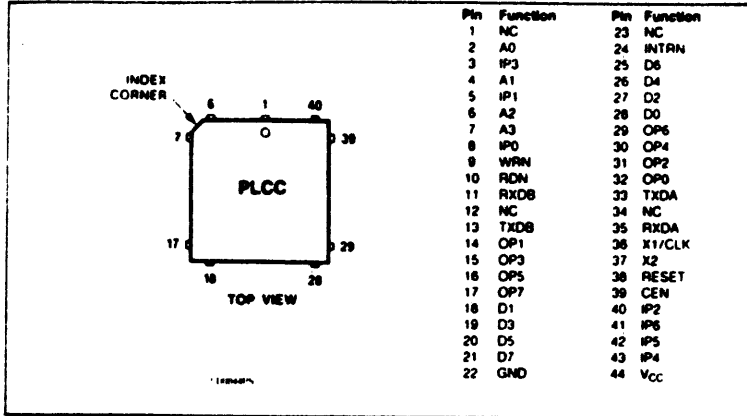 INDEX
CORNER
6 1 40
7 39
PLCC
17 29
18 28
TOP VIEW
Pin Function
1 NC
2 A0
3 IP3
4 A1
5 IP1
6 A2
7 A3
8 IP0
9 WRN
10 RDN
11 RXDB
12 NC
13 TXDB
14 OP1
15 OP3
16 OP5
17 OP7
18 D1
19 D3
20 D5
21 D7
22 GND
Pin Function
23 NC
24 INTRN
25 D6
26 D4
27 D2
28 D0
29 OP6
30 OP4
31 OP2
32 OP0
33 TXDA
34 NC
35 RXDA
36 X1/CLK
37 X2
38 RESET
39 CEN
40 IP2
41 IP6
42 IP5
43 IP4
44 VCC